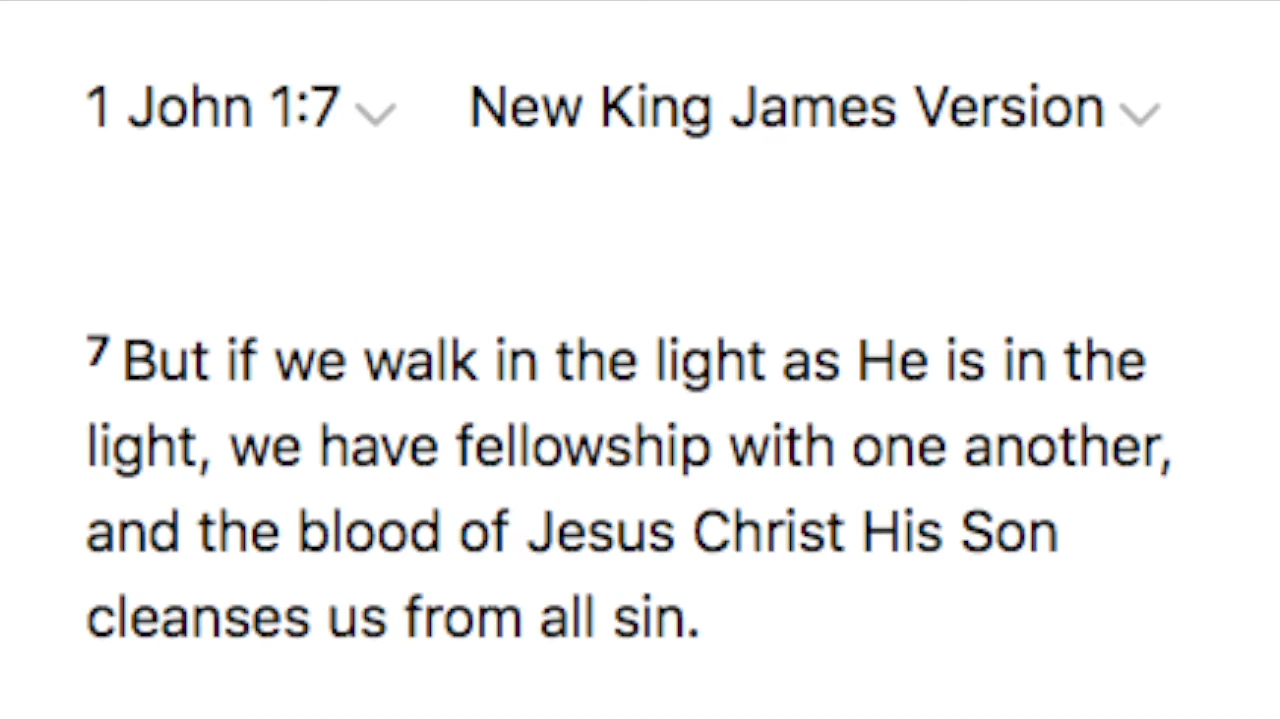 1 John 1:7 New King James Version
7 But if we walk in the light as He is in the
light, we have fellowship with one another,
and the blood of Jesus Christ His Son
cleanses us from all sin.